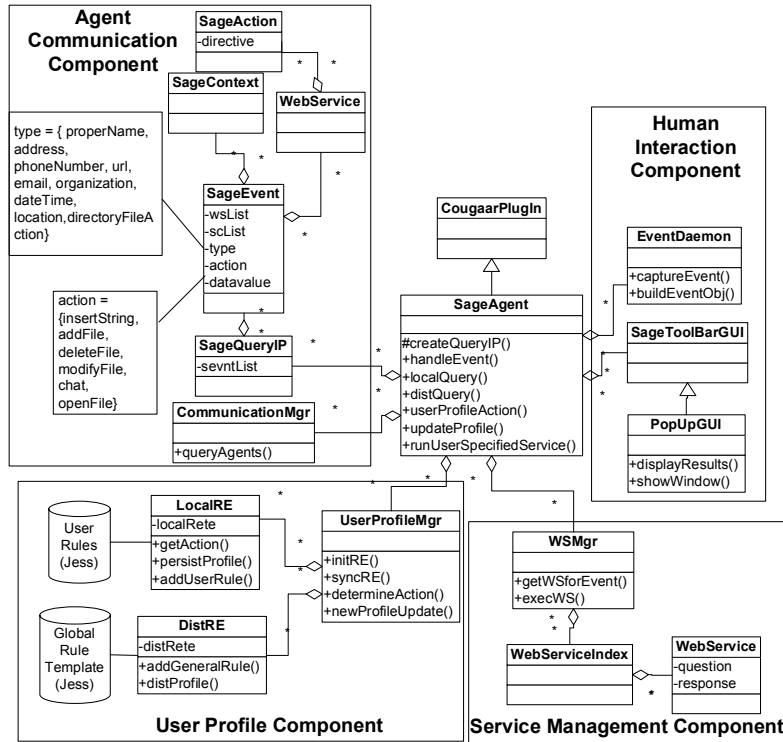 Agent
Communication
Component
SageAction
-directive
*
*
SageContext
WebService
*
*
*
*
type = { properName,
address,
phoneNumber, url,
email, organization,
dateTime,
location,directoryFileA
ction}
SageEvent
-wsList
-scList
-type
-action
-datavalue
action =
{insertString,
addFile,
deleteFile,
modifyFile,
chat,
openFile}
*
*
SageQueryIP
-sevntList
*
*
CommunicationMgr
+queryAgents()
*
*
CougaarPlugIn
SageAgent
#createQueryIP()
+handleEvent()
+localQuery()
+distQuery()
+userProfileAction()
+updateProfile()
+runUserSpecifiedService()
Human
Interaction
Component
EventDaemon
+captureEvent()
+buildEventObj()
*
*
SageToolBarGUI
*
*
PopUpGUI
+displayResults()
+showWindow()
User
Rules
(Jess)
LocalRE
-localRete
+getAction()
+persistProfile()
+addUserRule()
*
*
*
*
UserProfileMgr
+initRE()
+syncRE()
+determineAction()
+newProfileUpdate()
Global
Rule
Template
(Jess)
DistRE
-distRete
+addGeneralRule()
+distProfile()
*
*
User Profile Component
*
*
WSMgr
+getWSforEvent()
+execWS()
*
*
WebServiceIndex
*
*
WebService
-question
-response
Service Management Component